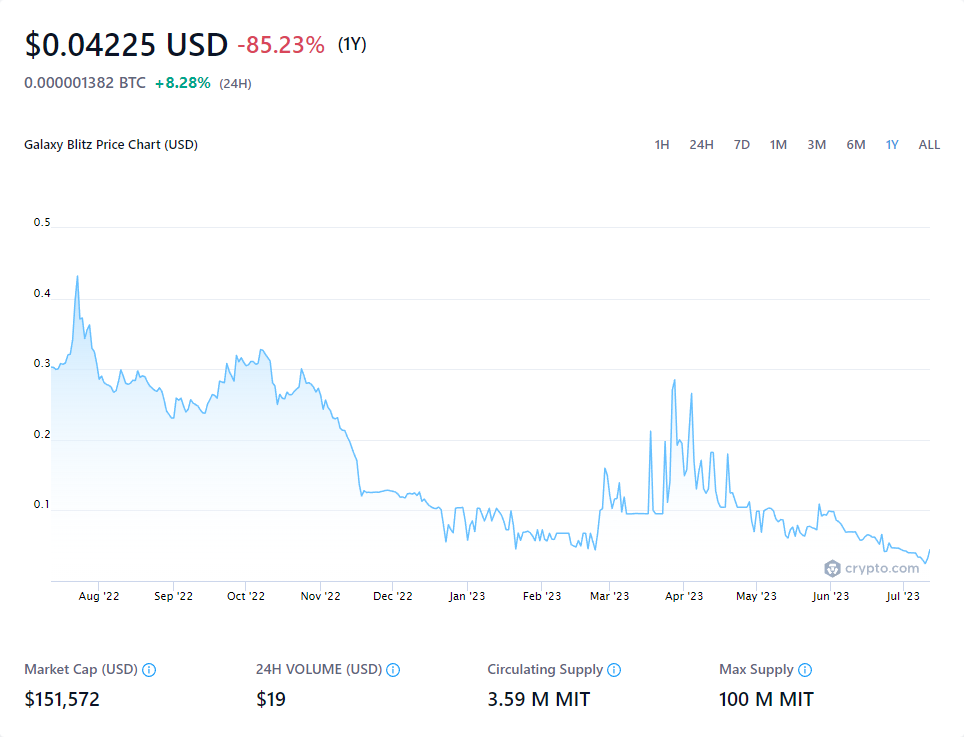 $0.04225 USD -85.23% (1Y)
0.000001382 BTC +8.28% (24H)
Galaxy Blitz Price Chart (USD)
1H 24H 7D 1M 3M 6M 1Y ALL
0.5
0.4
0.3
0.2
0.1
crypto.com
Aug '22 Sep '22 Oct '22 Nov '22 Dec '22 Jan '23 Feb '23 Mar '23 Apr '23 May '23 Jun '23 Jul '23
Market Cap (USD) 24H VOLUME (USD) Circulating Supply Max Supply
$151,572 $19 3.59 M MIT 100 M MIT